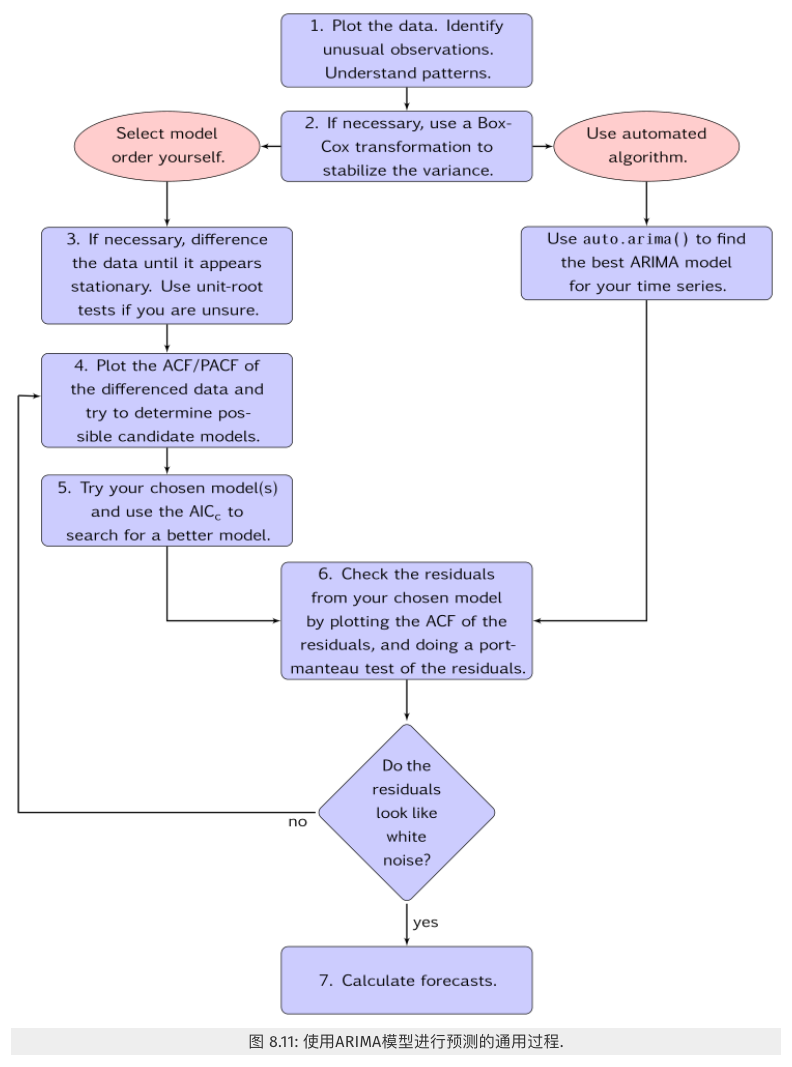 1. Plot the data. Identify
unusual observations.
Understand patterns.
Select model
order yourself.
2. If necessary, use a Box-
Cox transformation to
stabilize the variance.
Use automated
algorithm.
3. If necessary, difference
the data until it appears
stationary. Use unit-root
tests if you are unsure.
Use auto.arima() to find
the best ARIMA model
for your time series.
4. Plot the ACF/PACF of
the differenced data and
try to determine pos-
sible candidate models.
5. Try your chosen model(s)
and use the AICc to
search for a better model.
6. Check the residuals
from your chosen model
by plotting the ACF of the
residuals, and doing a port-
manteau test of the residuals.
Do the
residuals
look like
white
noise?
no
yes
7. Calculate forecasts.
图 8.11: 使用ARIMA模型进行预测的通用过程.